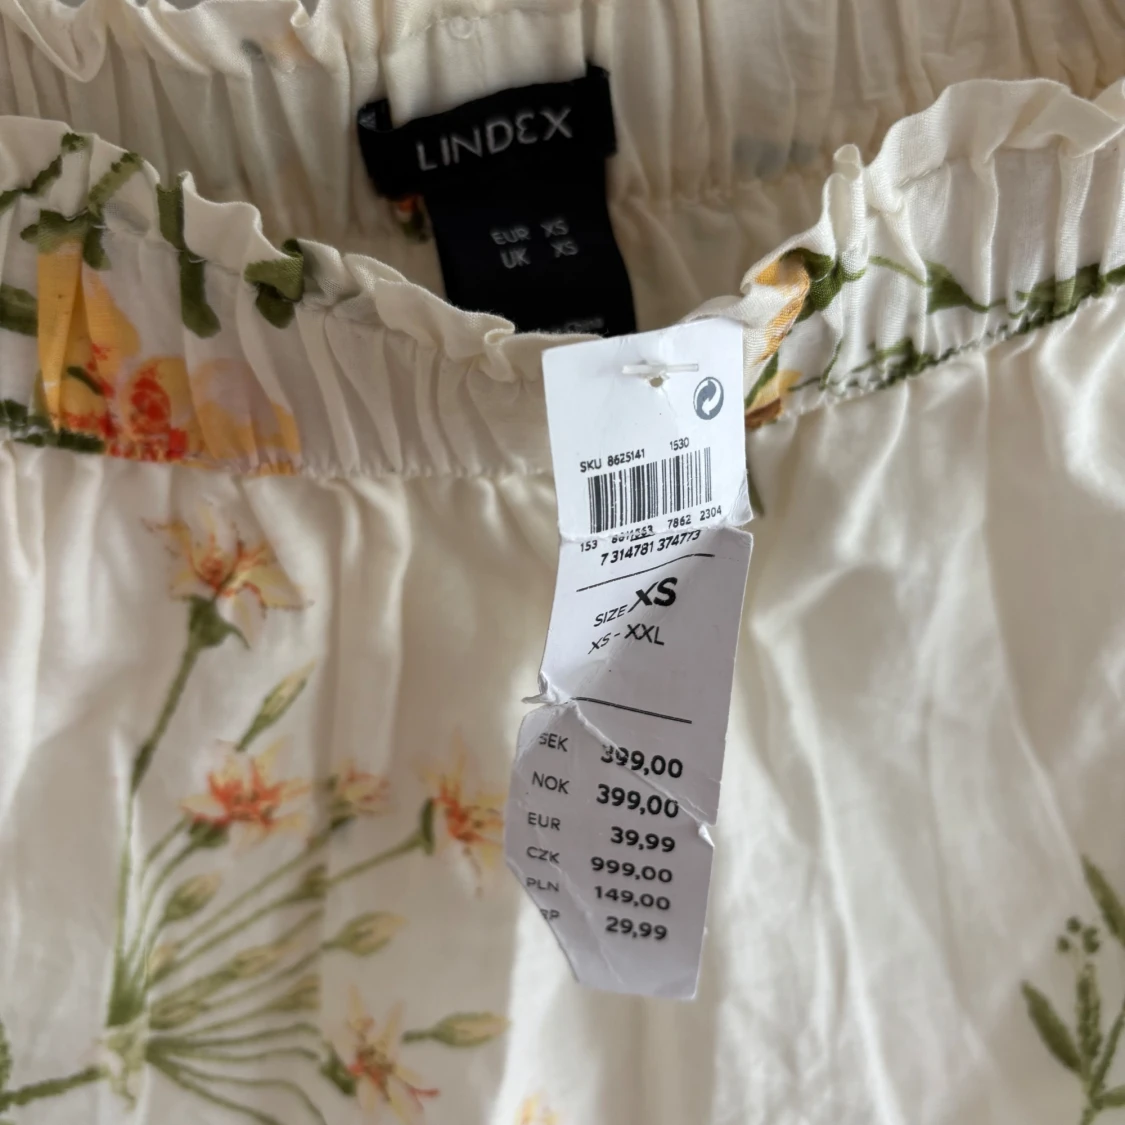 LINDEX
EUR XS
UK XS
SKU 8625141 1530
153 8611363 7862 2304
7 314781 374773
SIZE XS
XS - XXL
SEK 399,00
NOK 399,00
EUR 39,99
CZK 999,00
PLN 149,00
29,99